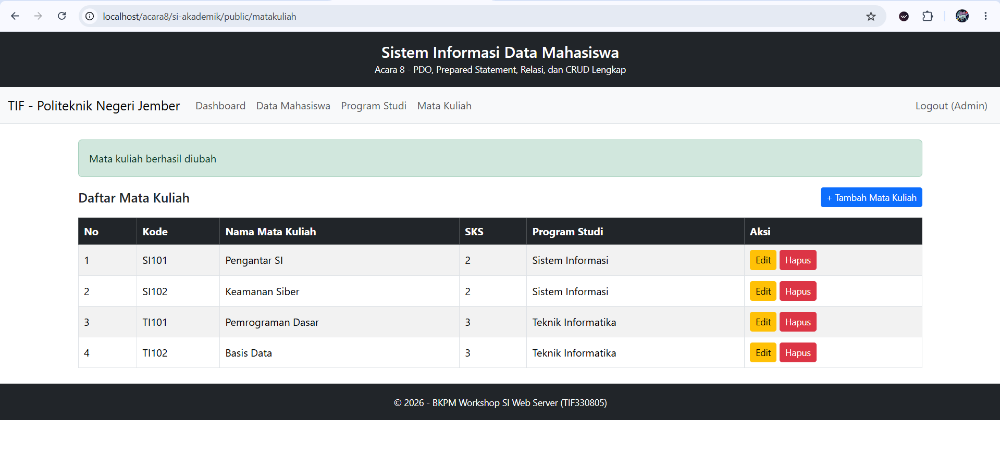 localhost/acara8/si-akademik/public/matakuliah
Sistem Informasi Data Mahasiswa
Acara 8 - PDO, Prepared Statement, Relasi, dan CRUD Lengkap
TIF - Politeknik Negeri Jember Dashboard Data Mahasiswa Program Studi Mata Kuliah Logout (Admin)
Mata kuliah berhasil diubah
Daftar Mata Kuliah + Tambah Mata Kuliah
No Kode Nama Mata Kuliah SKS Program Studi Aksi
1 SI101 Pengantar SI 2 Sistem Informasi Edit Hapus
2 SI102 Keamanan Siber 2 Sistem Informasi Edit Hapus
3 TI101 Pemrograman Dasar 3 Teknik Informatika Edit Hapus
4 TI102 Basis Data 3 Teknik Informatika Edit Hapus
© 2026 - BKPM Workshop SI Web Server (TIF330805)